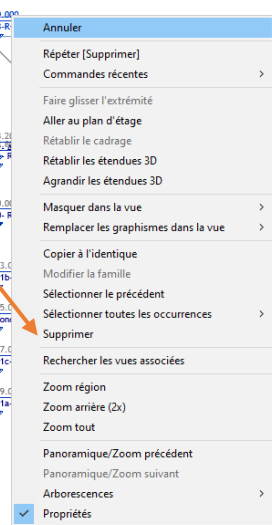 Annuler
Répéter [Supprimer]
Commandes récentes
Faire glisser l'extrémité
Aller au plan d'étage
Rétablir le cadrage
Rétablir les étendues 3D
Agrandir les étendues 3D
Masquer dans la vue
Remplacer les graphismes dans la vue
Copier à l'identique
Modifier la famille
Sélectionner le précédent
Sélectionner toutes les occurrences
Supprimer
Rechercher les vues associées
Zoom région
Zoom arrière (2x)
Zoom tout
Panoramique/Zoom précédent
Panoramique/Zoom suivant
Arborescences
Propriétés